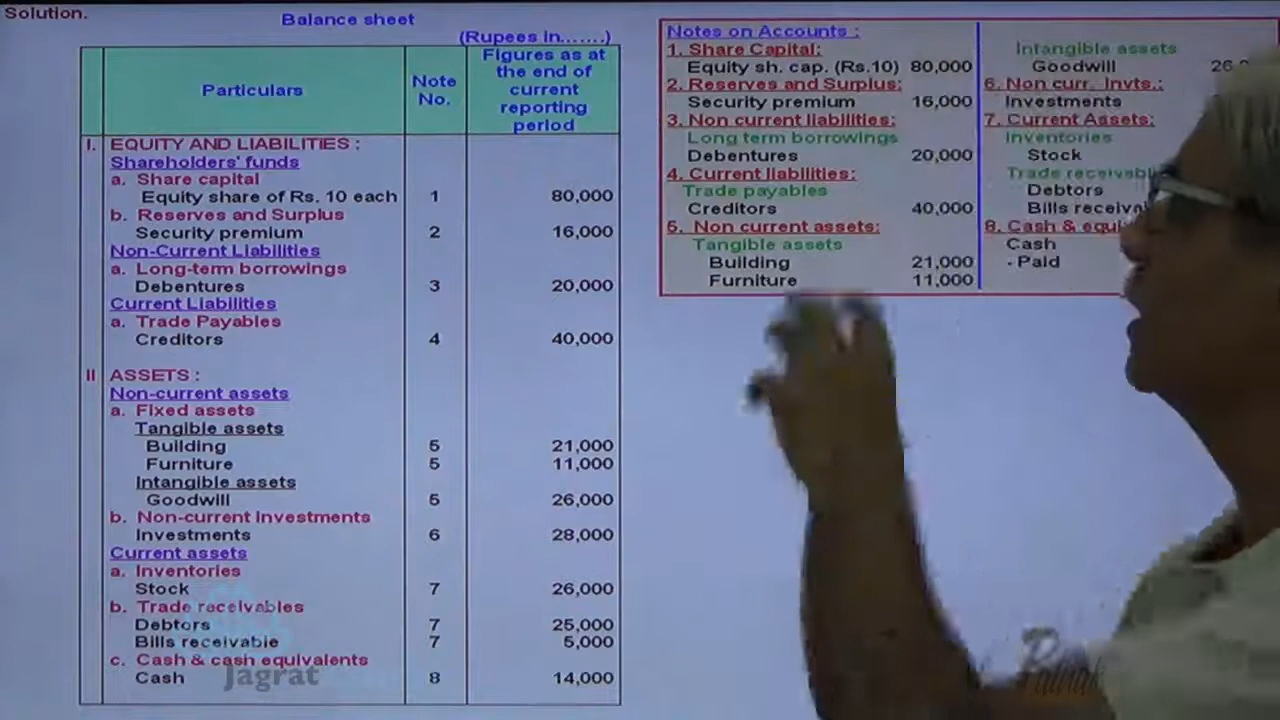 Solution.
Balance sheet
(Rupees in.......)
Particulars
Note No.
Figures as at the end of current reporting period
I. EQUITY AND LIABILITIES :
Shareholders' funds
a. Share capital
Equity share of Rs. 10 each 1 80,000
b. Reserves and Surplus
Security premium 2 16,000
Non-Current Liabilities
a. Long-term borrowings
Debentures 3 20,000
Current Liabilities
a. Trade Payables
Creditors 4 40,000
II ASSETS :
Non-current assets
a. Fixed assets
Tangible assets
Building 5 21,000
Furniture 5 11,000
Intangible assets
Goodwill 5 26,000
b. Non-current Investments
Investments 6 28,000
Current assets
a. Inventories
Stock 7 26,000
b. Trade receivables
Debtors 7 25,000
Bills receivable 7 5,000
c. Cash & cash equivalents
Cash 8 14,000
Jagrat
Notes on Accounts :
1. Share Capital:
Equity sh. cap. (Rs.10) 80,000
2. Reserves and Surplus:
Security premium 16,000
3. Non current liabilities:
Long term borrowings
Debentures 20,000
4. Current liabilities:
Trade payables
Creditors 40,000
5. Non current assets:
Tangible assets
Building 21,000
Furniture 11,000
Intangible assets
Goodwill
6. Non curr. Invts.:
Investments
7. Current Assets:
Inventories
Stock
Trade
Debtors
Bills
8. Cash &
Cash
- Paid